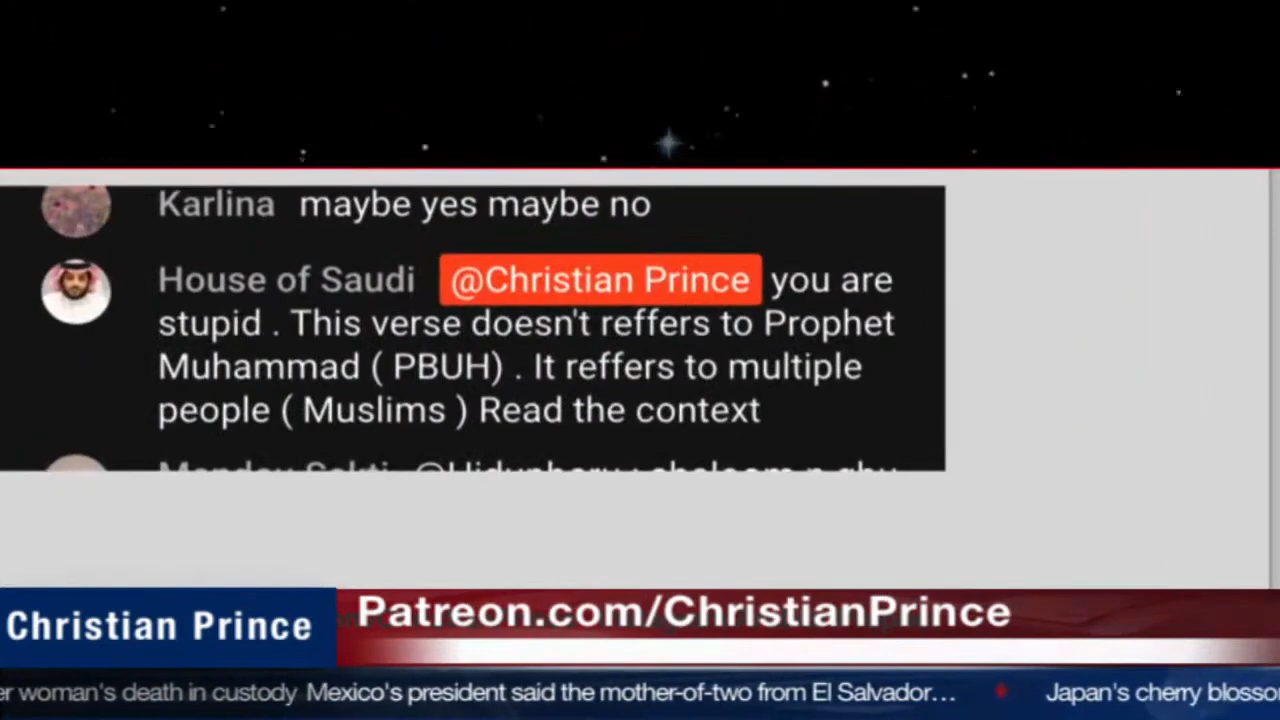 Karlina maybe yes maybe no
House of Saudi @Christian Prince you are
stupid . This verse doesn't reffers to Prophet
Muhammad ( PBUH) . It reffers to multiple
people ( Muslims ) Read the context
Christian Prince
Patreon.com/ChristianPrince
woman's death in custody Mexico's president said the mother-of-two from El Salvador… Japan's cherry